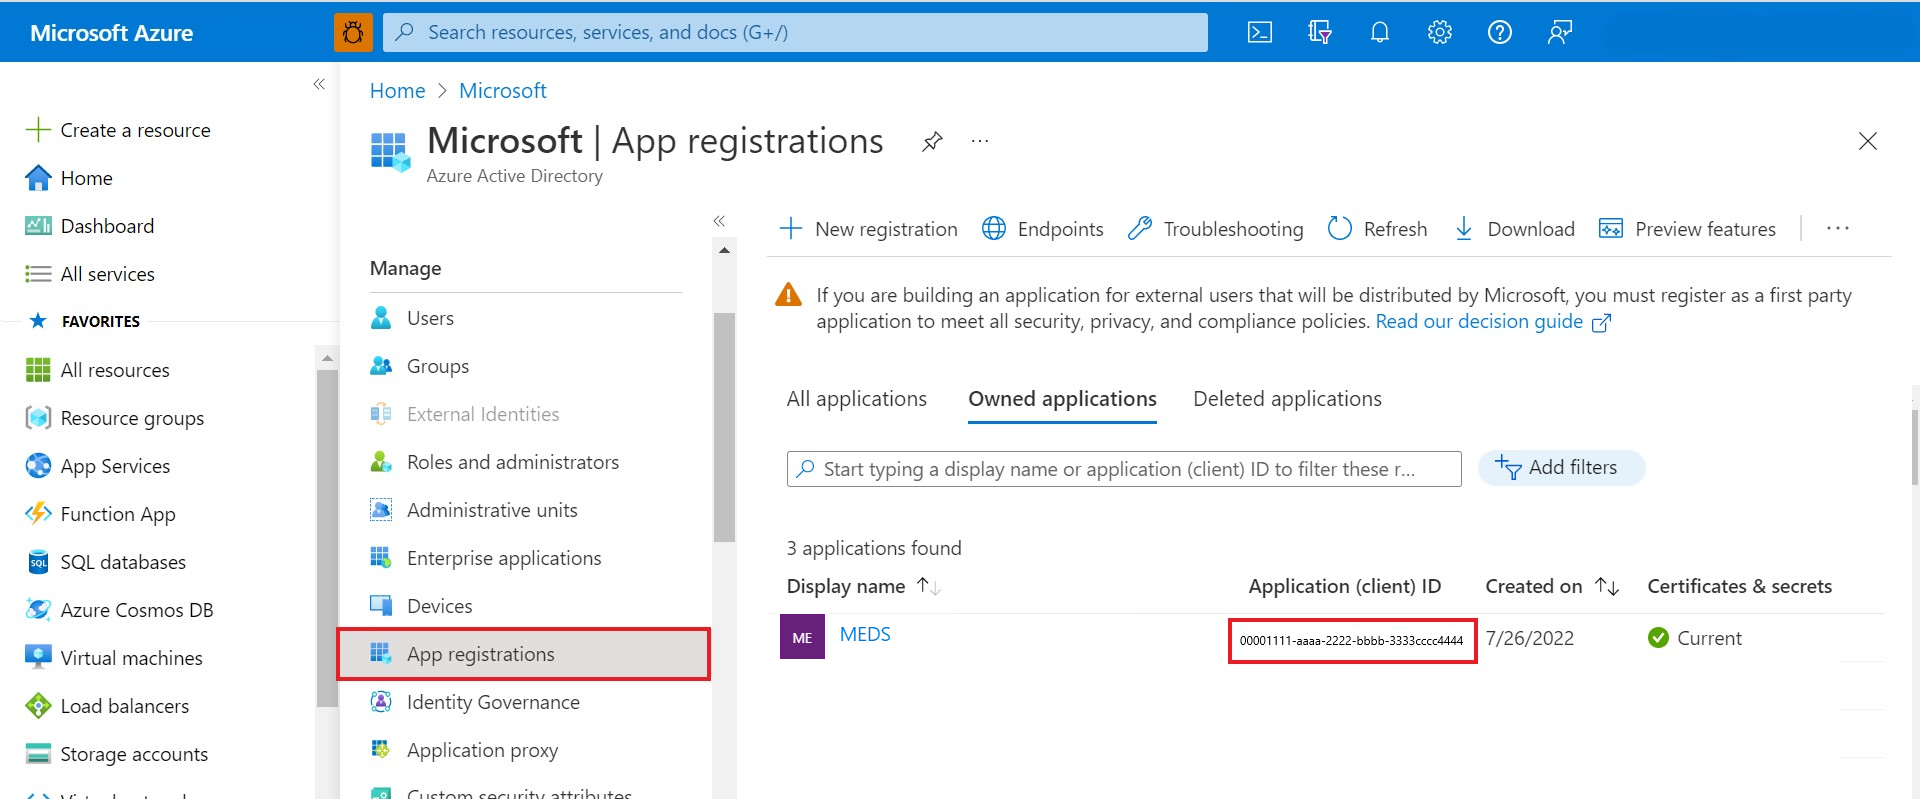 Microsoft Azure
Search resources, services, and docs (G+/)
Create a resource
Home
Dashboard
All services
FAVORITES
All resources
Resource groups
App Services
Function App
SQL databases
Azure Cosmos DB
Virtual machines
Load balancers
Storage accounts
Home > Microsoft
Microsoft | App registrations
Azure Active Directory
Manage
Users
Groups
External Identities
Roles and administrators
Administrative units
Enterprise applications
Devices
App registrations
Identity Governance
Application proxy
Custom security attributes
New registration Endpoints Troubleshooting Refresh Download Preview features
If you are building an application for external users that will be distributed by Microsoft, you must register as a first party
application to meet all security, privacy, and compliance policies. Read our decision guide
All applications Owned applications Deleted applications
Start typing a display name or application (client) ID to filter these r...
Add filters
3 applications found
Display name Application (client) ID Created on Certificates & secrets
ME MEDS 00001111-aaaa-2222-bbbb-3333cccc4444 7/26/2022 Current